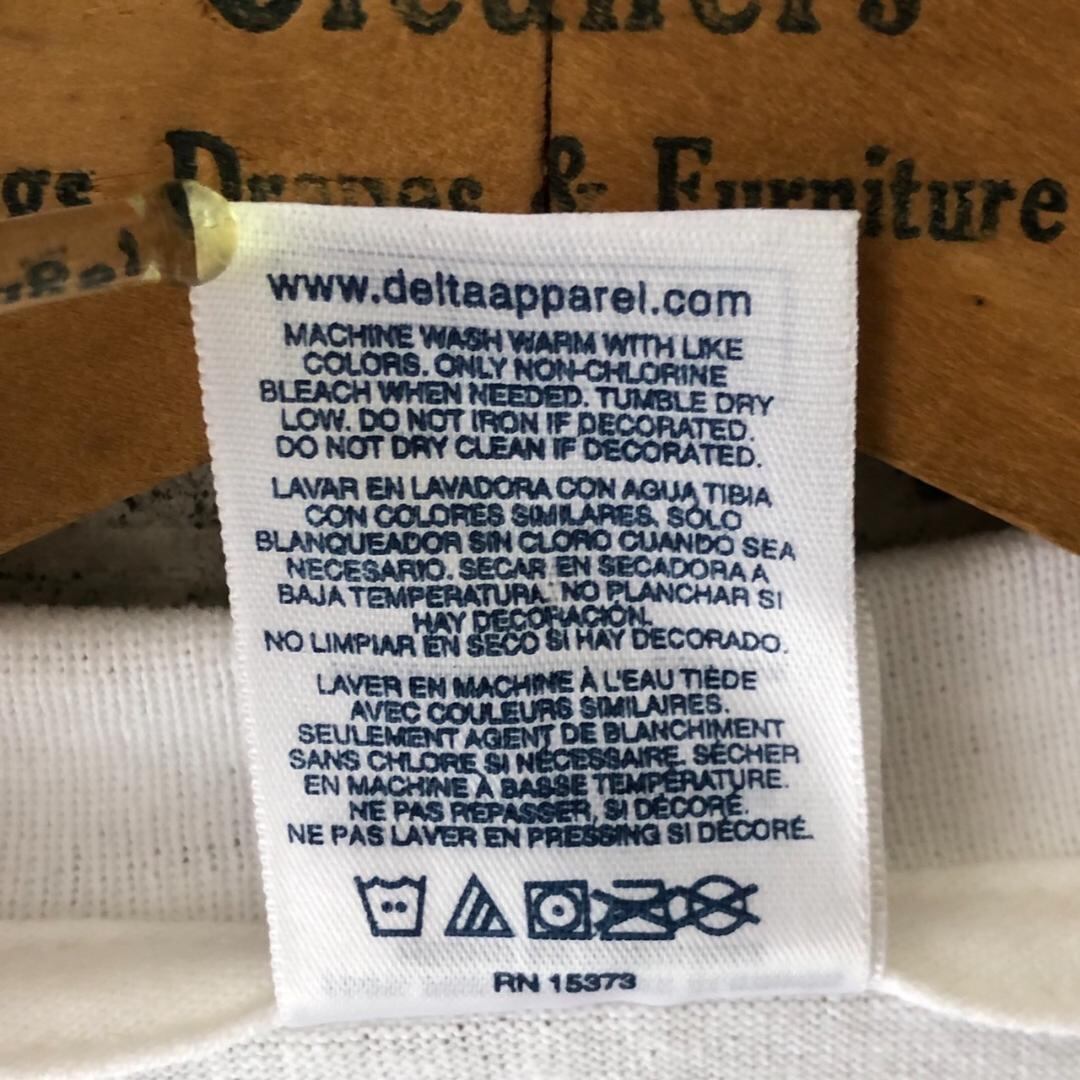 Cleaners
Drapes & Furniture
www.deltaapparel.com
MACHINE WASH WARM WITH LIKE
COLORS. ONLY NON-CHLORINE
BLEACH WHEN NEEDED. TUMBLE DRY
LOW. DO NOT IRON IF DECORATED.
DO NOT DRY CLEAN IF DECORATED.
LAVAR EN LAVADORA CON AGUA TIBIA
CON COLORES SIMILARES, SÓLO
BLANQUEADOR SIN CLORO CUANDO SEA
NECESARIO. SECAR EN SECADORA A
BAJA TEMPERATURA. NO PLANCHAR SI
HAY DECORACIÓN.
NO LIMPIAR EN SECO SI HAY DECORADO.
LAVER EN MACHINE À L'EAU TIÈDE
AVEC COULEURS SIMILAIRES.
SEULEMENT AGENT DE BLANCHIMENT
SANS CHLORE SI NÉCESSAIRE. SÉCHER
EN MACHINE À BASSE TEMPÉRATURE.
NE PAS REPASSER, SI DÉCORÉ.
NE PAS LAVER EN PRESSING SI DÉCORÉ.
RN 15373